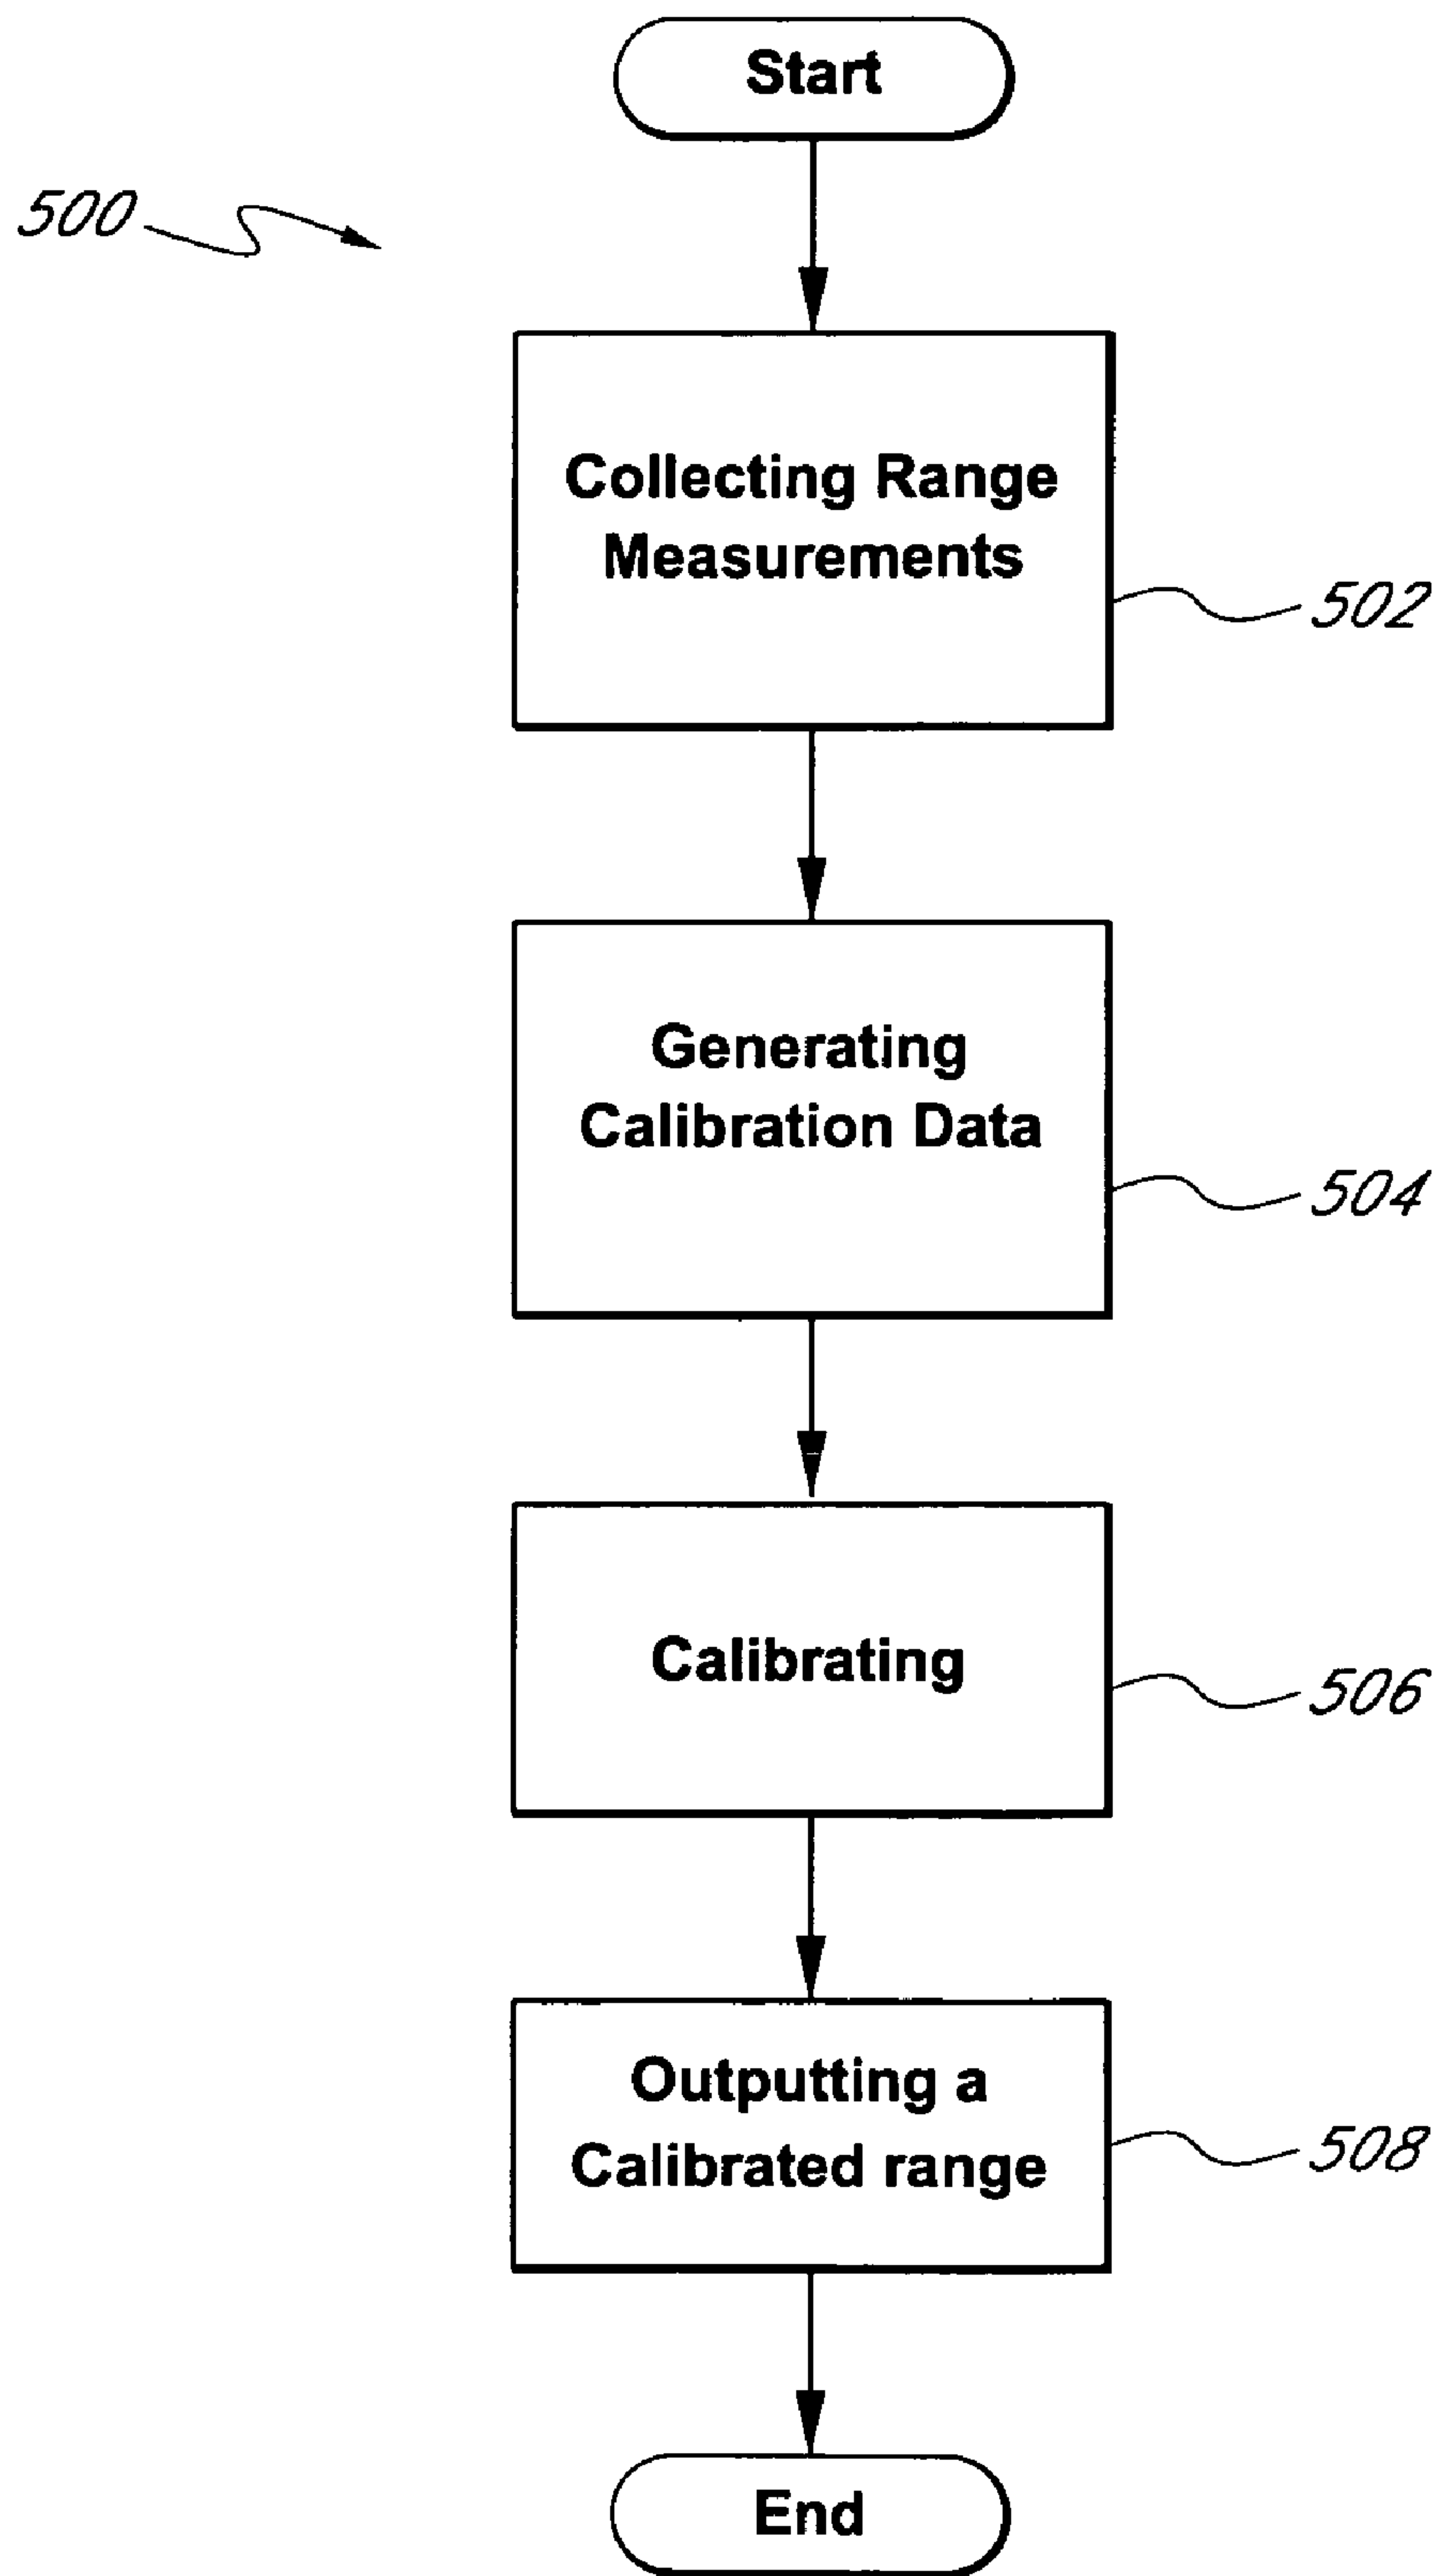 Start
500
Collecting Range
Measurements
502
Generating
Calibration Data
504
Calibrating
506
Outputting a
Calibrated range
508
End